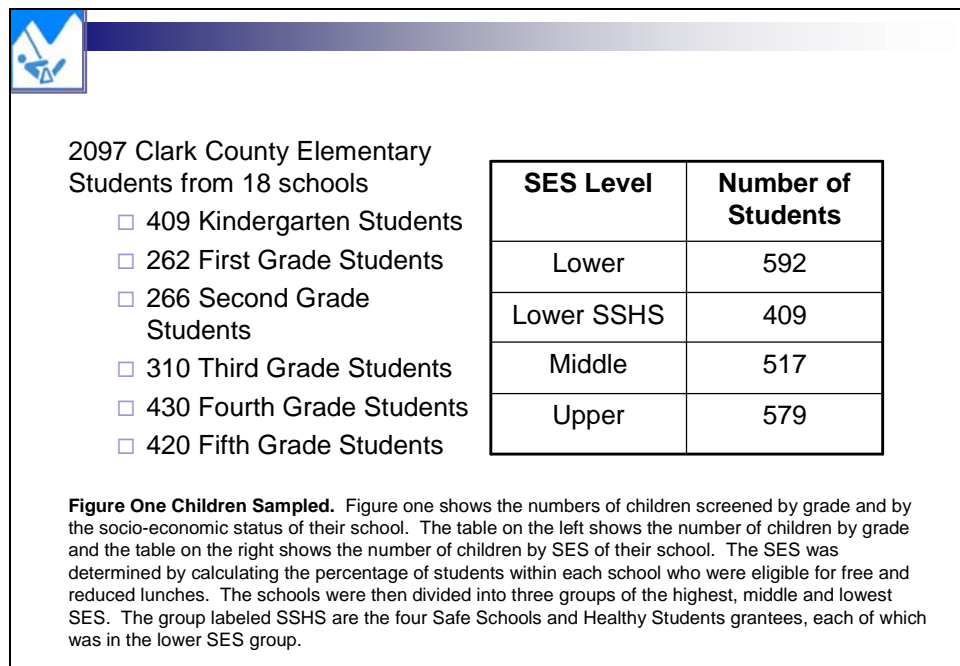 2097 Clark County Elementary
Students from 18 schools
409 Kindergarten Students
262 First Grade Students
266 Second Grade
Students
310 Third Grade Students
430 Fourth Grade Students
420 Fifth Grade Students
SES Level Number of
Students
Lower 592
Lower SSHS 409
Middle 517
Upper 579
Figure One Children Sampled. Figure one shows the numbers of children screened by grade and by
the socio-economic status of their school. The table on the left shows the number of children by grade
and the table on the right shows the number of children by SES of their school. The SES was
determined by calculating the percentage of students within each school who were eligible for free and
reduced lunches. The schools were then divided into three groups of the highest, middle and lowest
SES. The group labeled SSHS are the four Safe Schools and Healthy Students grantees, each of which
was in the lower SES group.